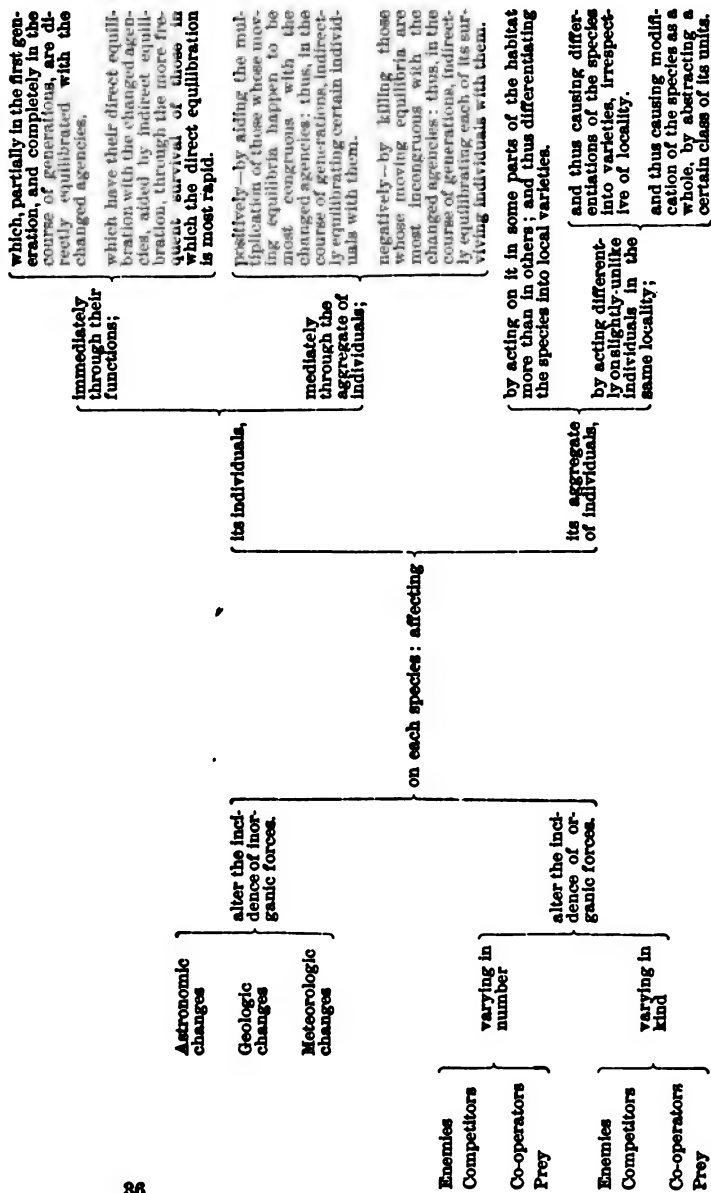 Astronomic
changes
Geologic
changes
Meteorologic
changes
alter the inci-
dence of inor-
ganic forces.
Enemies
Competitors
Co-operators
Prey
varying in
number
Enemies
Competitors
Co-operators
Prey
varying in
kind
alter the inci-
dence of or-
ganic forces.
on each species: affecting
its individuals,
immediately
through their
functions;
which, partially in the first gen-
eration, and completely in the
course of generations, are di-
rectly equilibrated with the
changed agencies.
which have their direct equili-
bration with the changed agen-
cies, aided by indirect equili-
bration, through the more fre-
quent survival of those in
which the direct equilibration
is most rapid.
mediately
through the
aggregate of
individuals;
positively—by aiding the mul-
tiplication of those whose mov-
ing equilibria happen to be
most congruous with the
changed agencies: thus, in the
course of generations, indirect-
ly equilibrating certain individ-
uals with them.
negatively—by killing those
whose moving equilibria are
most incongruous with the
changed agencies: thus, in the
course of generations, indirect-
ly equilibrating each of its sur-
viving individuals with them.
its aggregate
of individuals,
by acting on it in some parts of the habitat
more than in others; and thus differentiating
the species into local varieties.
by acting different-
ly on slightly-unlike
individuals in the
same locality;
and thus causing differ-
entiations of the species
into varieties, irrespect-
ive of locality.
and thus causing modifi-
cation of the species as a
whole, by abstracting a
certain class of its units.
86